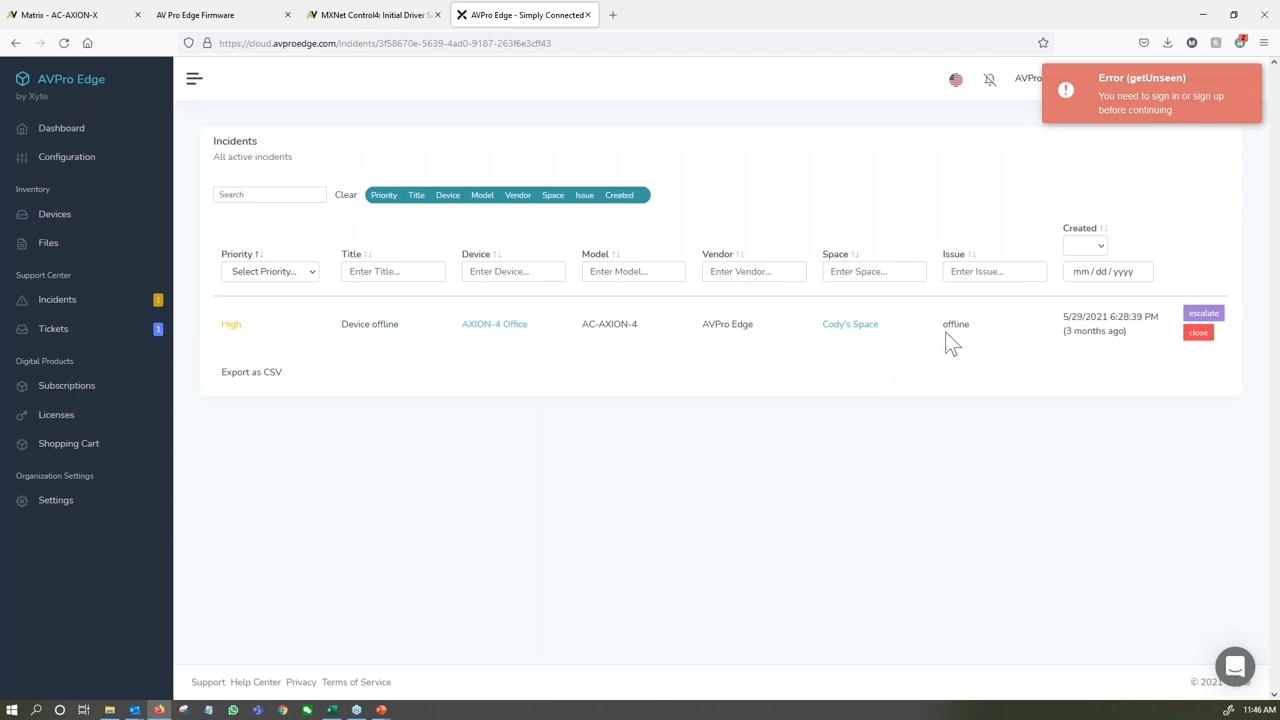 Matrix - AC-AXION-X
AV Pro Edge Firmware
MXNet Control4: Initial Driver S
AVPro Edge - Simply Connected
https://cloud.avproedge.com/incidents/3f58670e-5639-4ad0-9187-263f6e3cff43
AVPro Edge
by Xyte
Dashboard
Configuration
Inventory
Devices
Files
Support Center
Incidents
1
Tickets
1
Digital Products
Subscriptions
Licenses
Shopping Cart
Organization Settings
Settings
AVPro
Error (getUnseen)
You need to sign in or sign up
before continuing.
Incidents
All active incidents
Search
Clear
Priority Title Device Model Vendor Space Issue Created
Created ↑↓
Priority ↑↓ Title ↑↓ Device ↑↓ Model ↑↓ Vendor ↑↓ Space ↑↓ Issue ↑↓
Select Priority... Enter Title... Enter Device... Enter Model... Enter Vendor... Enter Space... Enter Issue... mm / dd / yyyy
High Device offline AXION-4 Office AC-AXION-4 AVPro Edge Cody's Space offline 5/29/2021 6:28:39 PM
(3 months ago)
escalate
close
Export as CSV
Support Help Center Privacy Terms of Service
© 2021
11:46 AM